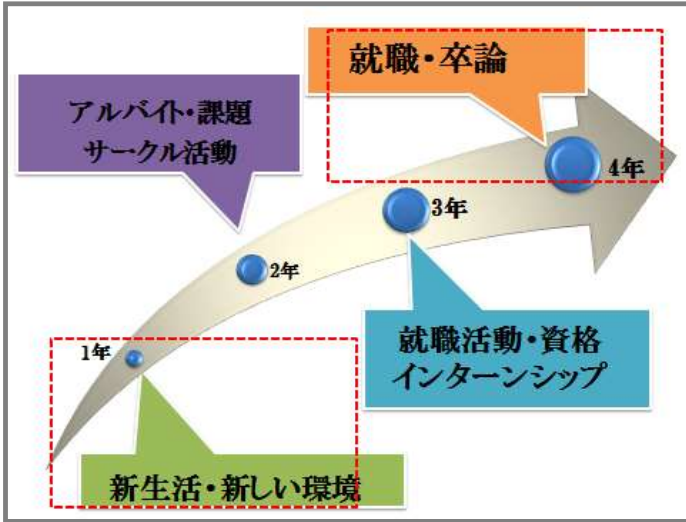 就職・卒論
アルバイト・課題
サークル活動
4年
3年
2年
1年
就職活動・資格
インターンシップ
新生活・新しい環境